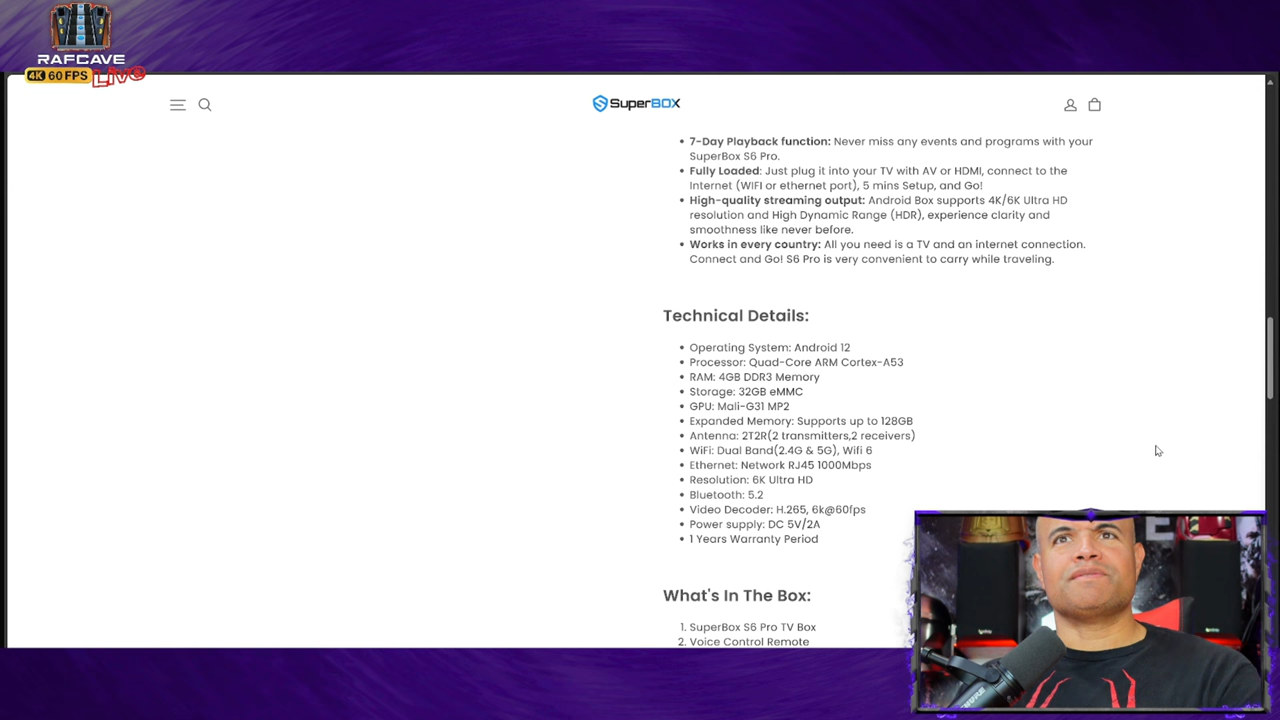 RAFCAVE
4K 60 FPS LIVE
SuperBOX
• 7-Day Playback function: Never miss any events and programs with your
SuperBox S6 Pro.
• Fully Loaded: Just plug it into your TV with AV or HDMI, connect to the
Internet (WIFI or ethernet port), 5 mins Setup, and Go!
• High-quality streaming output: Android Box supports 4K/6K Ultra HD
resolution and High Dynamic Range (HDR), experience clarity and
smoothness like never before.
• Works in every country: All you need is a TV and an internet connection.
Connect and Go! S6 Pro is very convenient to carry while traveling.
Technical Details:
• Operating System: Android 12
• Processor: Quad-Core ARM Cortex-A53
• RAM: 4GB DDR3 Memory
• Storage: 32GB eMMC
• GPU: Mali-G31 MP2
• Expanded Memory: Supports up to 128GB
• Antenna: 2T2R(2 transmitters,2 receivers)
• WiFi: Dual Band(2.4G & 5G), Wifi 6
• Ethernet: Network RJ45 1000Mbps
• Resolution: 6K Ultra HD
• Bluetooth: 5.2
• Video Decoder: H.265, 6k@60fps
• Power supply: DC 5V/2A
• 1 Years Warranty Period
What's In The Box:
1. SuperBox S6 Pro TV Box
2. Voice Control Remote